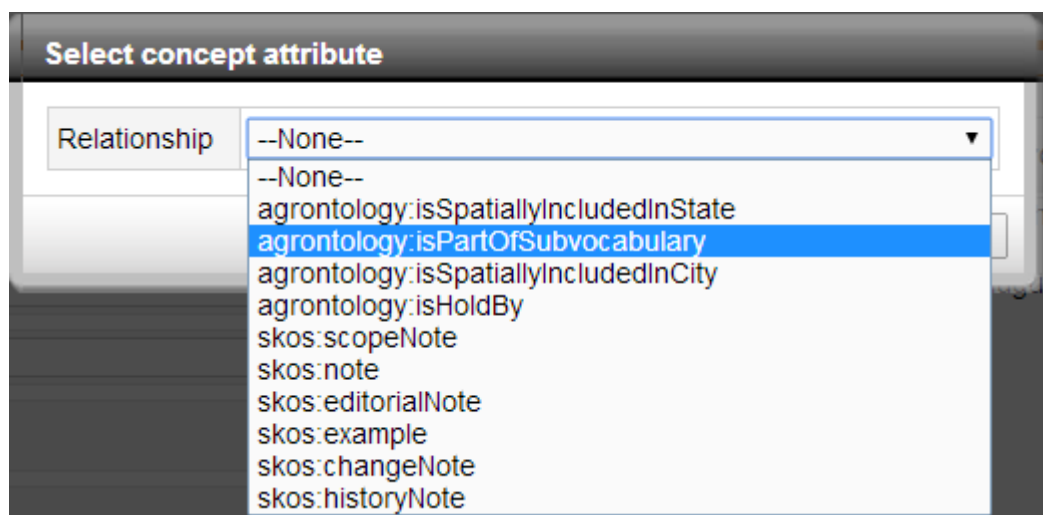 Select concept attribute
Relationship --None--
--None--
agrontology:isSpatiallyIncludedInState
agrontology:isPartOfSubvocabulary
agrontology:isSpatiallyIncludedInCity
agrontology:isHoldBy
skos:scopeNote
skos:note
skos:editorialNote
skos:example
skos:changeNote
skos:historyNote